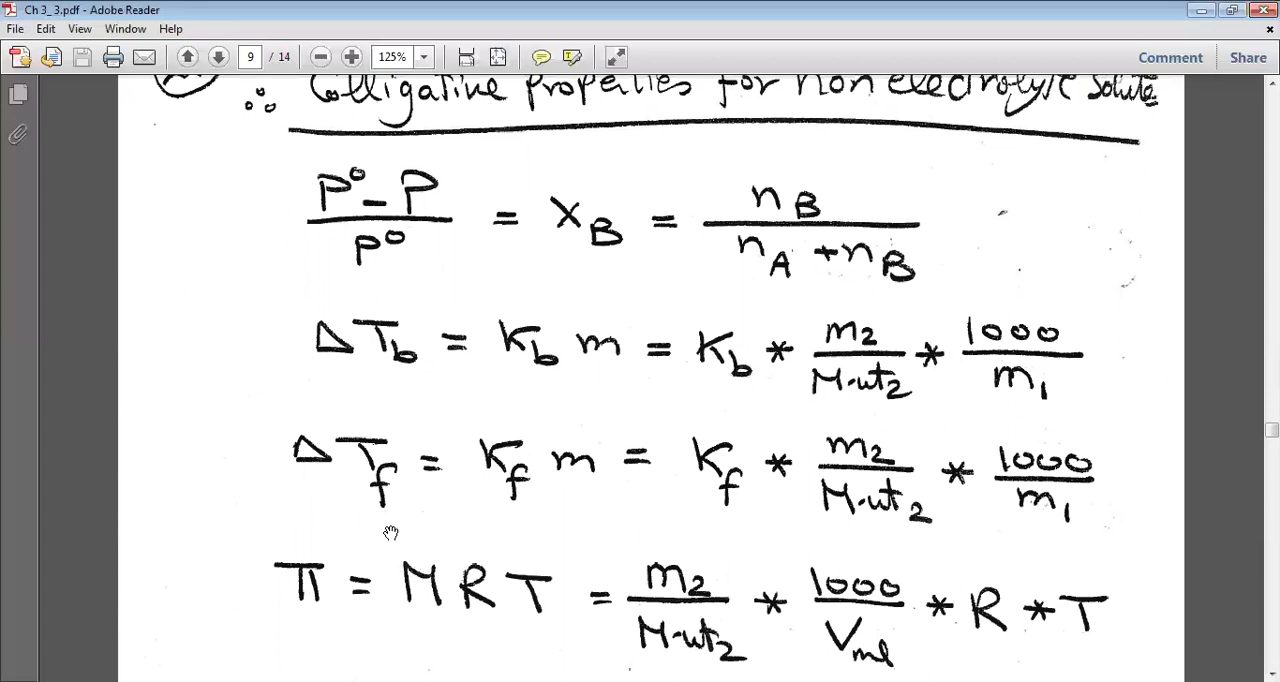 Ch 3_3.pdf - Adobe Reader
File Edit View Window Help
9 / 14 125% Comment Share
∴ Colligative properties for non electrolyte solute
P° - P / P° = X_B = n_B / n_A + n_B
ΔT_b = K_b m = K_b * m_2 / M.wt_2 * 1000 / m_1
ΔT_f = K_f m = K_f * m_2 / M.wt_2 * 1000 / m_1
π = M R T = m_2 / M.wt_2 * 1000 / V_ml * R * T